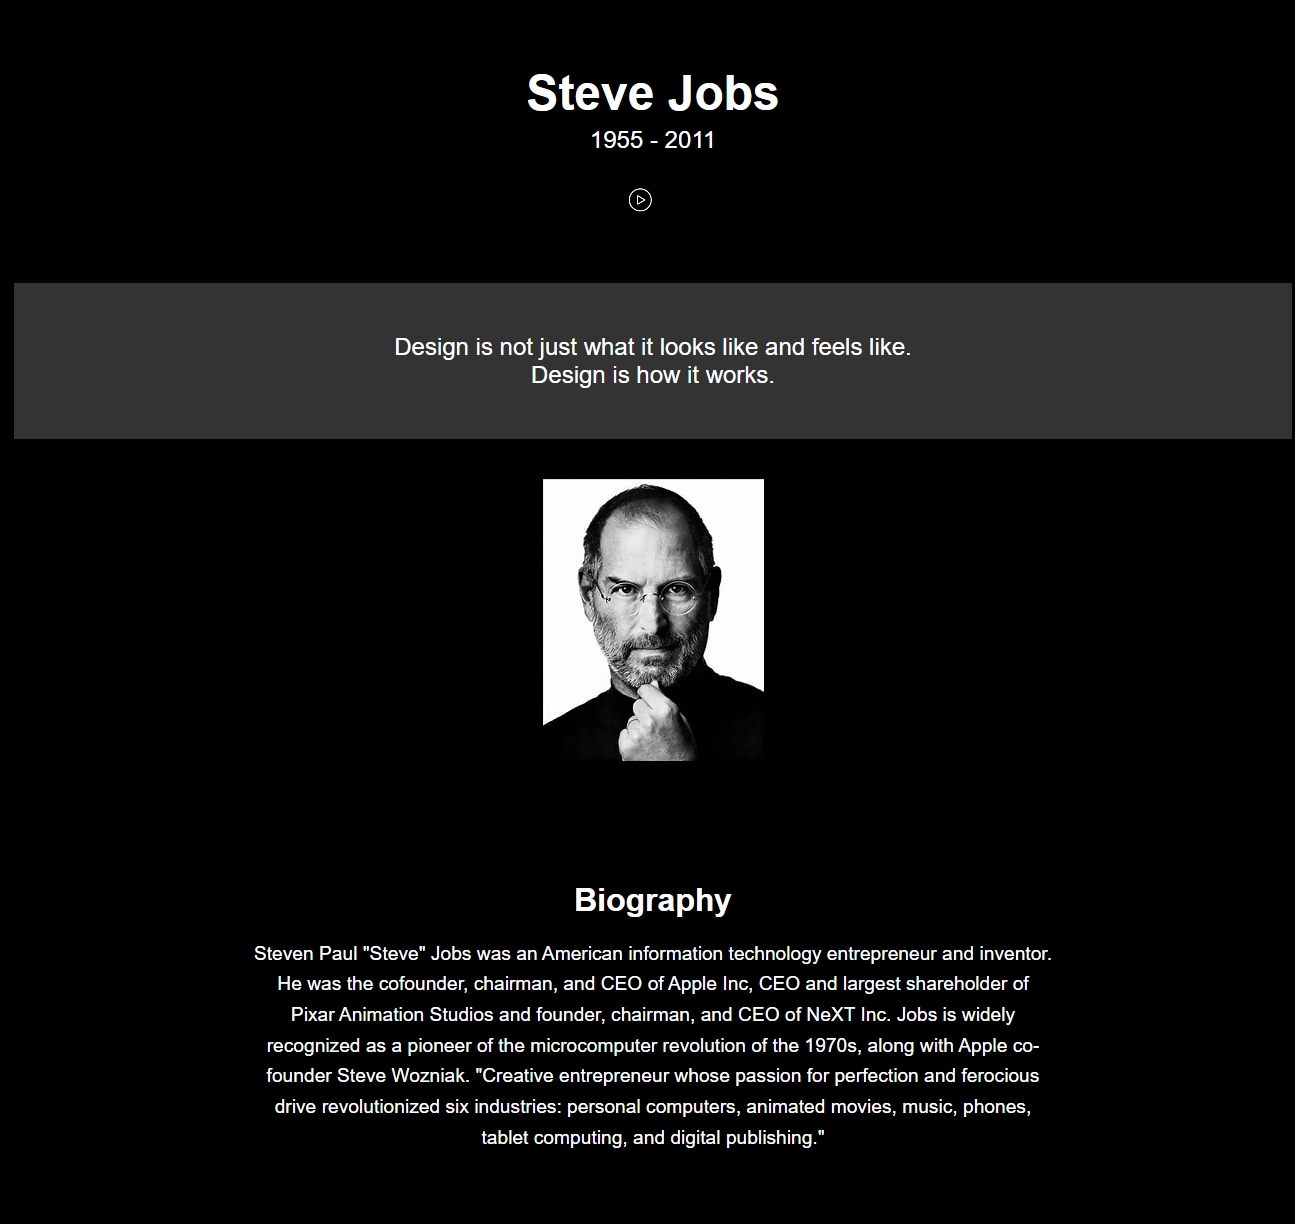 Steve Jobs
1955 - 2011
Design is not just what it looks like and feels like.
Design is how it works.
Biography
Steven Paul "Steve" Jobs was an American information technology entrepreneur and inventor.
He was the cofounder, chairman, and CEO of Apple Inc, CEO and largest shareholder of
Pixar Animation Studios and founder, chairman, and CEO of NeXT Inc. Jobs is widely
recognized as a pioneer of the microcomputer revolution of the 1970s, along with Apple co-
founder Steve Wozniak. "Creative entrepreneur whose passion for perfection and ferocious
drive revolutionized six industries: personal computers, animated movies, music, phones,
tablet computing, and digital publishing."